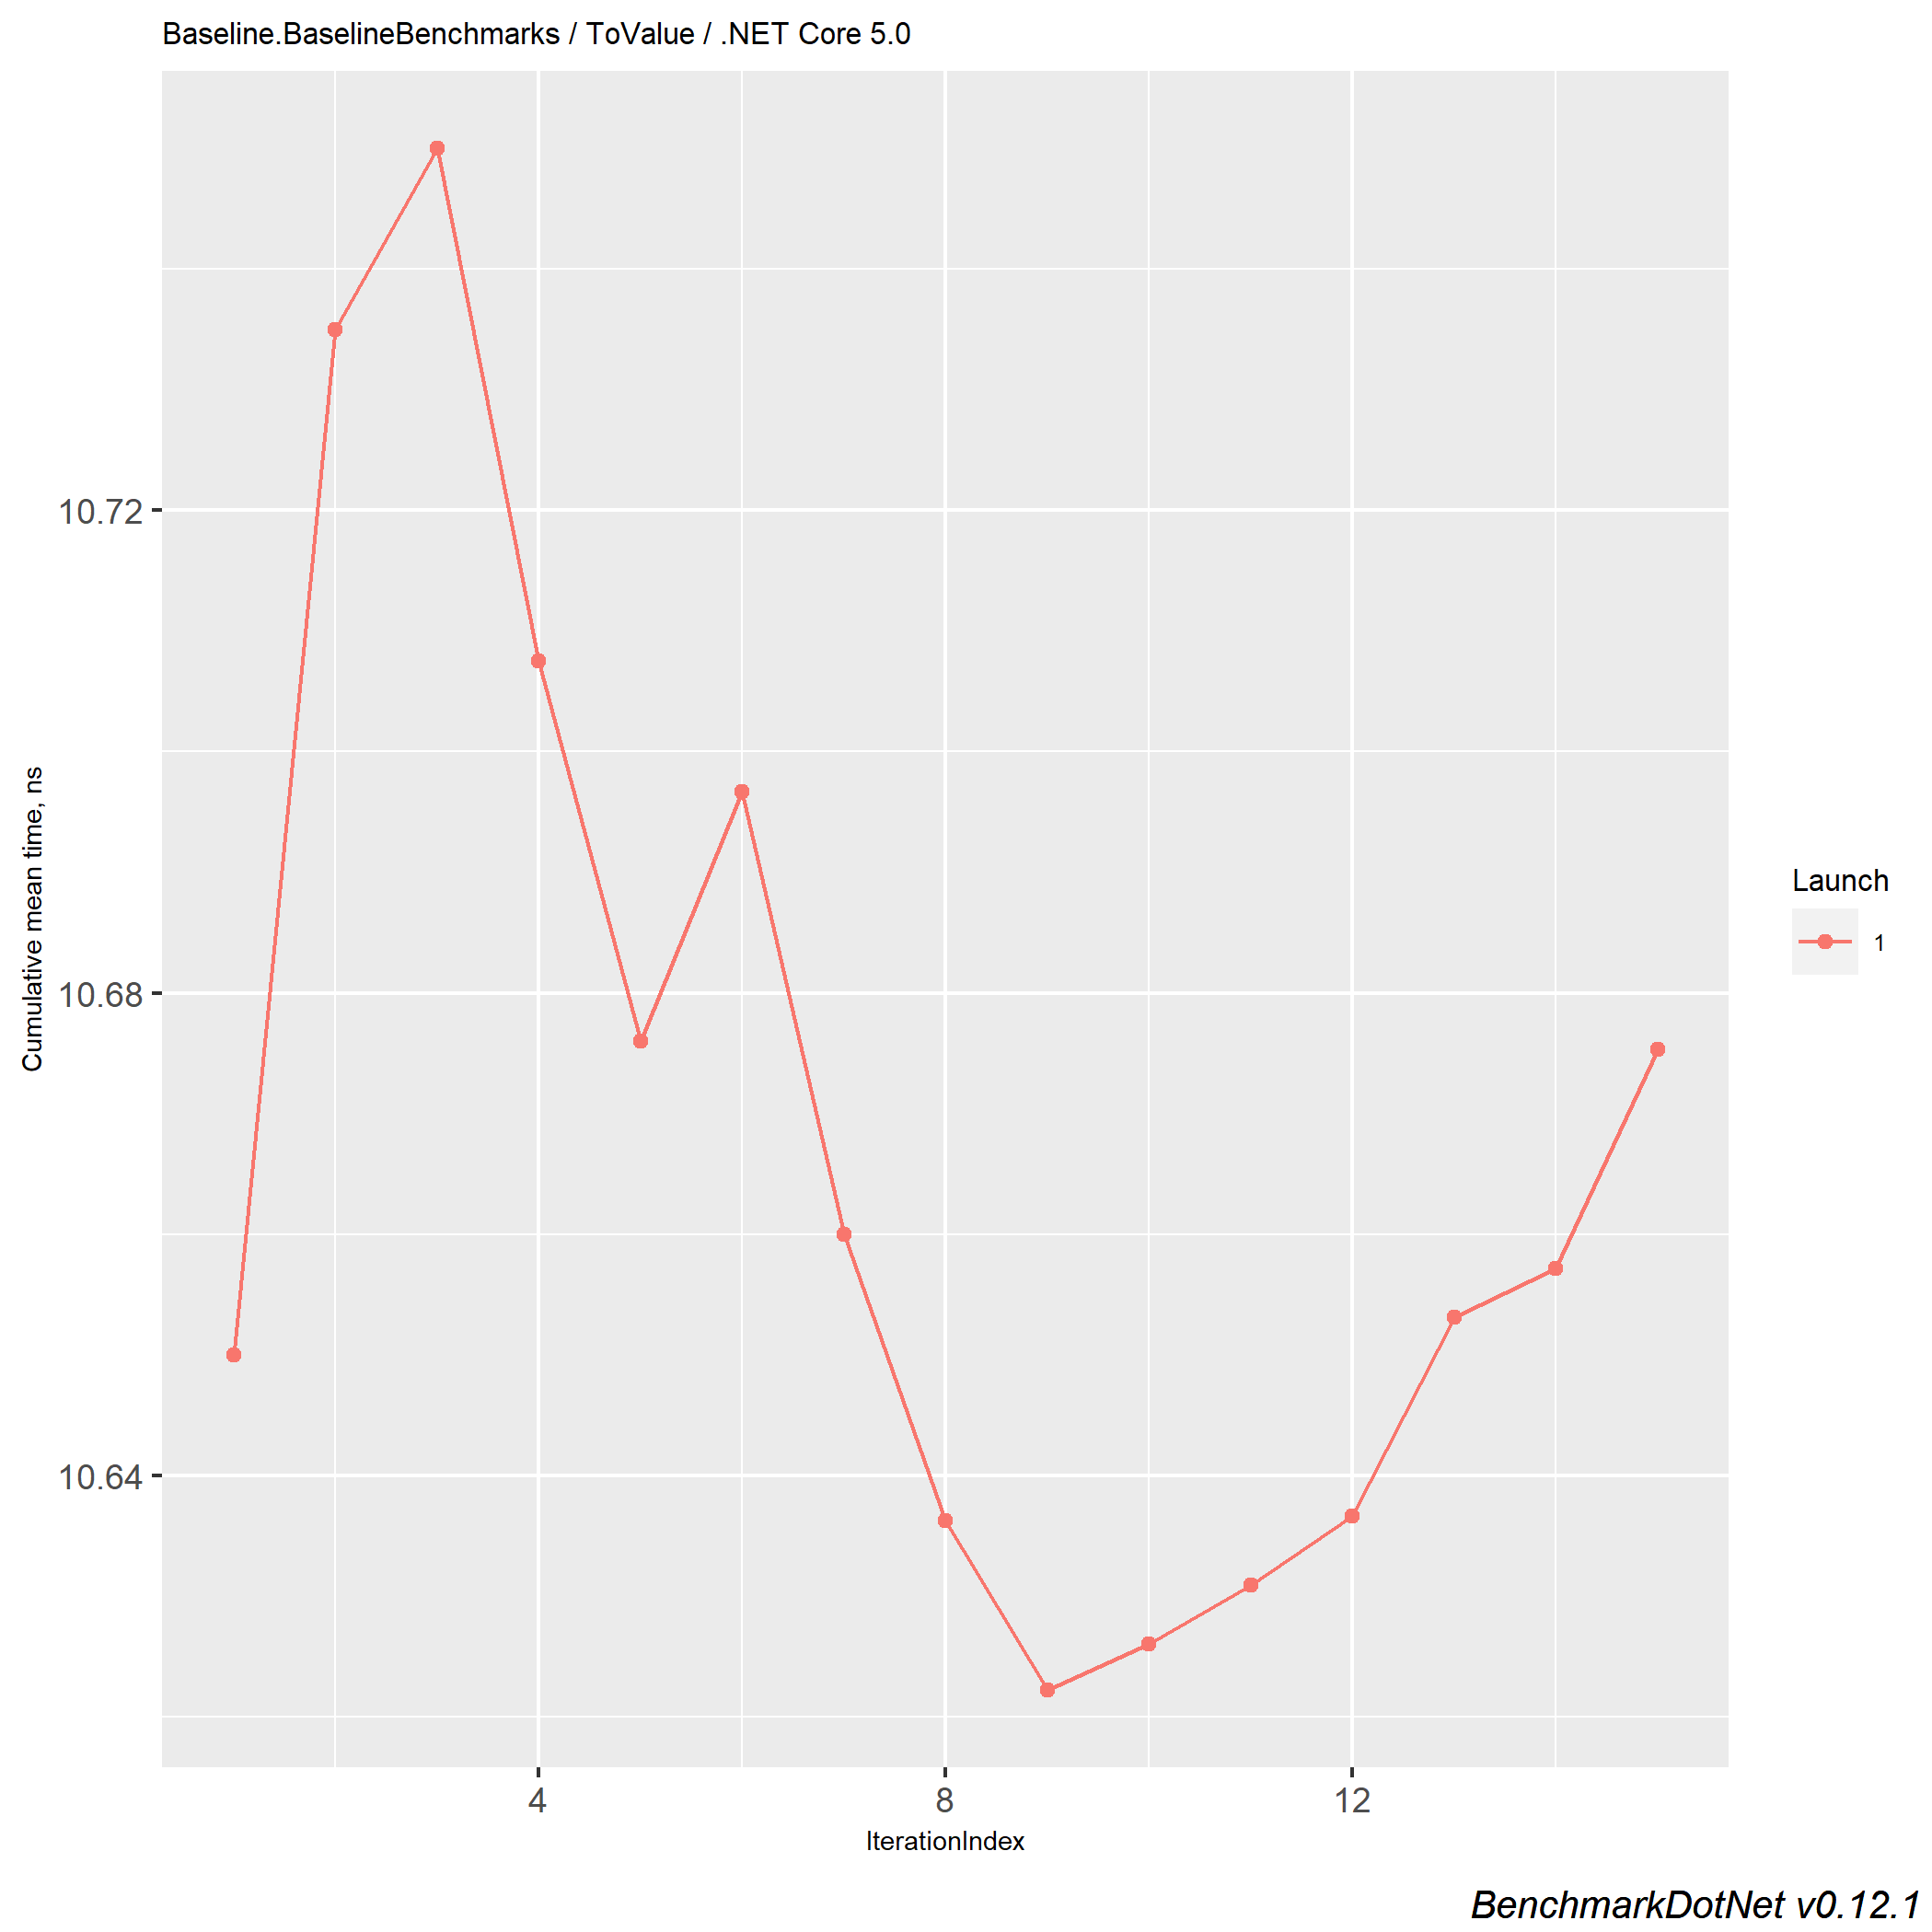 Baseline.BaselineBenchmarks / ToValue / .NET Core 5.0
Cumulative mean time, ns
10.72
10.68
10.64
4
8
12
IterationIndex
Launch
1
BenchmarkDotNet v0.12.1